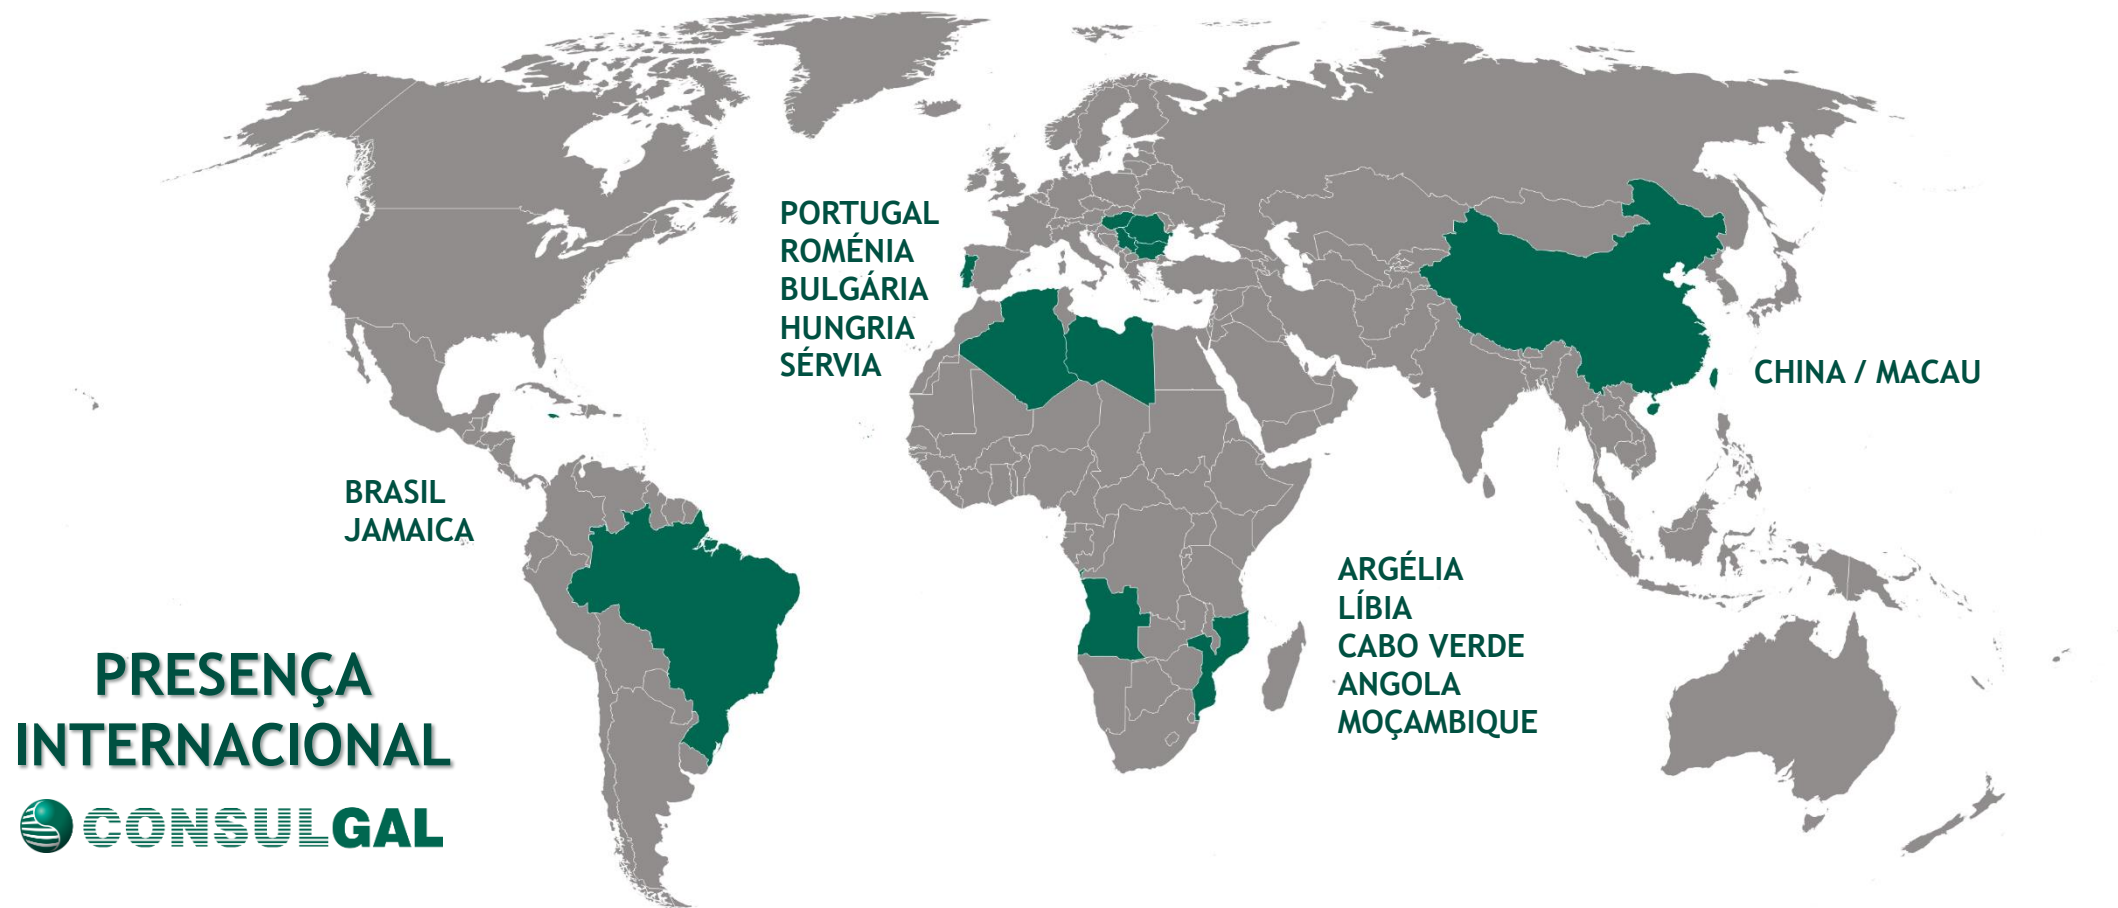 PORTUGAL
ROMÉNIA
BULGÁRIA
HUNGRIA
SÉRVIA
CHINA / MACAU
BRASIL
JAMAICA
ARGÉLIA
LÍBIA
CABO VERDE
ANGOLA
MOÇAMBIQUE
PRESENÇA
INTERNACIONAL
CONSULGAL